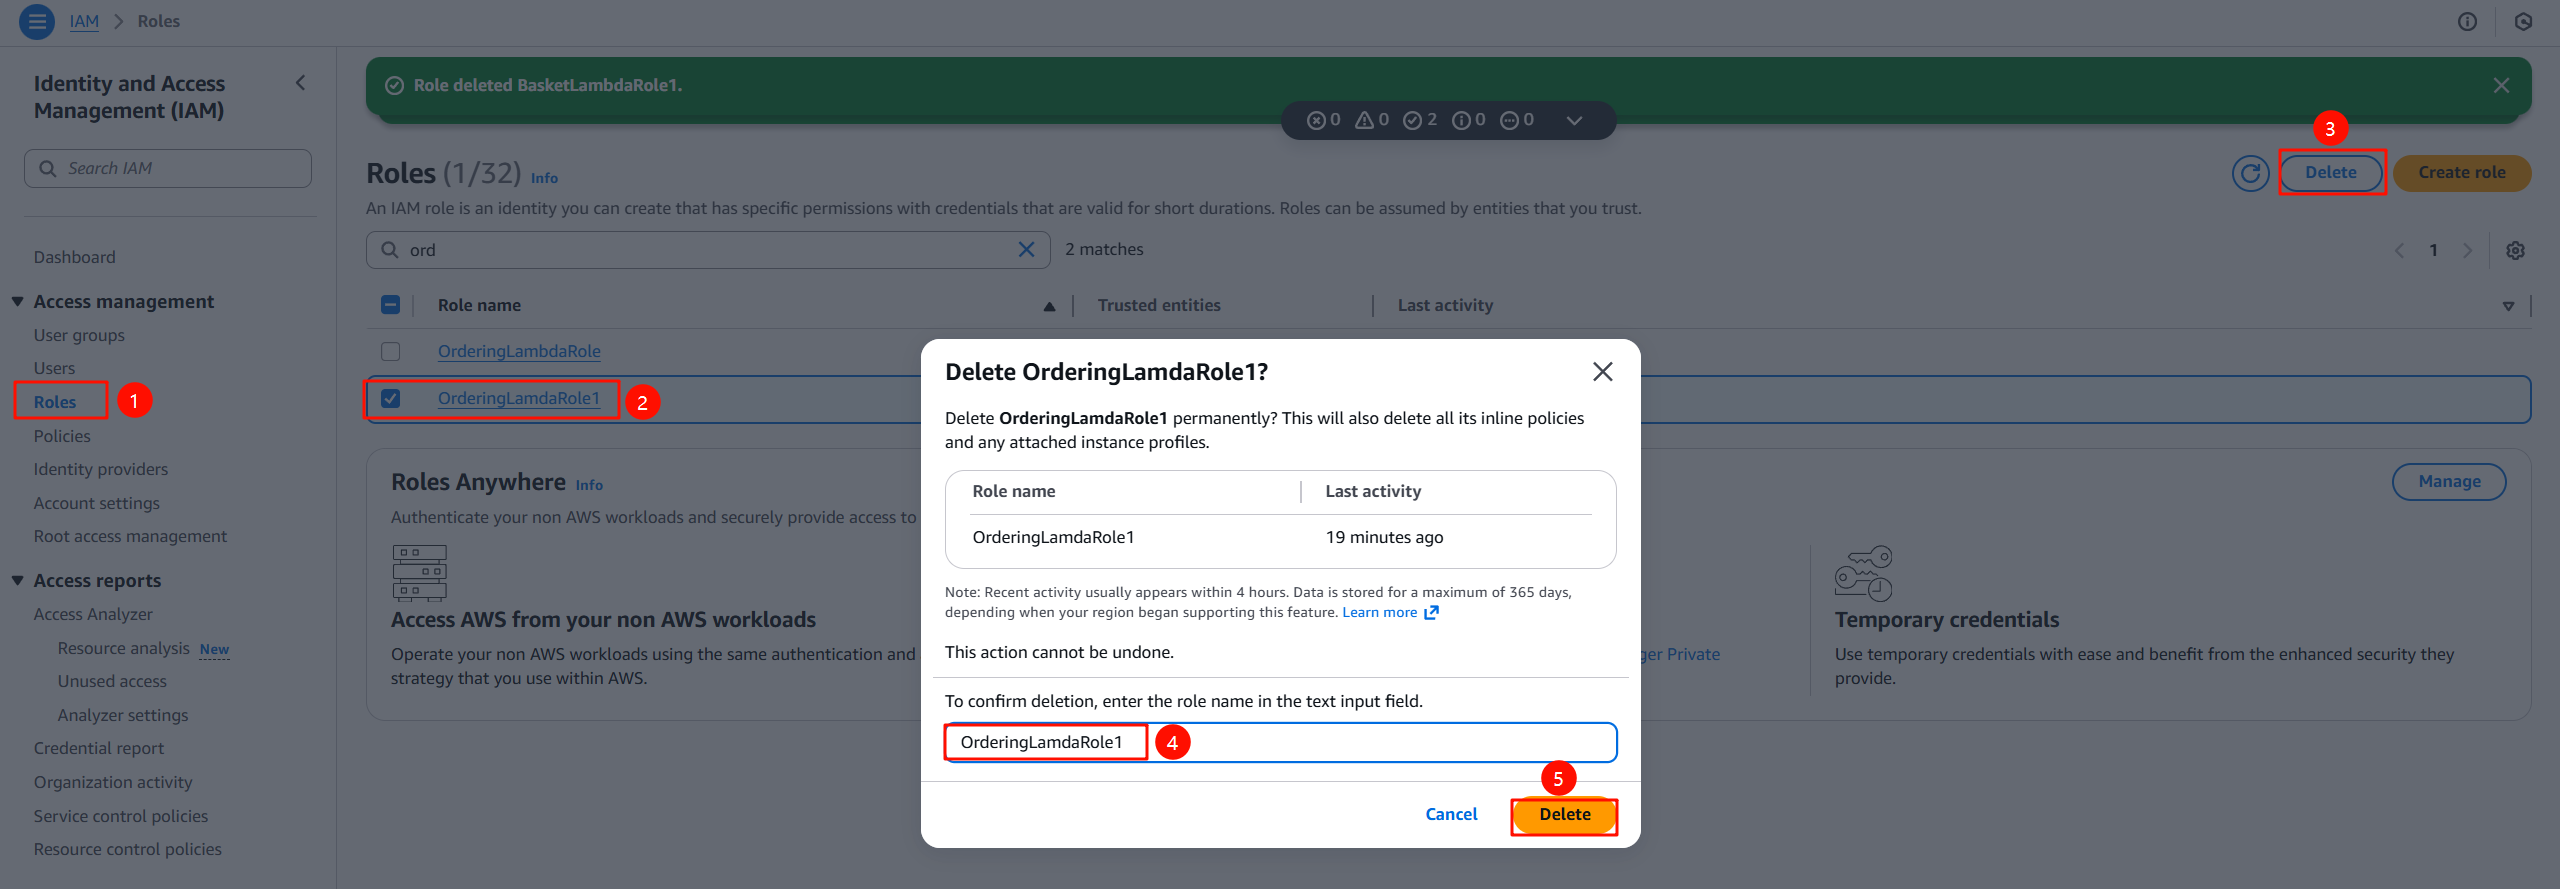 IAM > Roles
Identity and Access
Management (IAM)
Search IAM
Dashboard
Access management
User groups
Users
Roles
1
Policies
Identity providers
Account settings
Root access management
Access reports
Access Analyzer
Resource analysis New
Unused access
Analyzer settings
Credential report
Organization activity
Service control policies
Resource control policies
Role deleted BasketLambdaRole1.
0 0 2 0 0
Roles (1/32) Info
3
Delete
Create role
An IAM role is an identity you can create that has specific permissions with credentials that are valid for short durations. Roles can be assumed by entities that you trust.
ord
2 matches
1
Role name
Trusted entities
Last activity
OrderingLambdaRole
OrderingLamdaRole1
2
Roles Anywhere Info
Manage
Authenticate your non AWS workloads and securely provide access to
Access AWS from your non AWS workloads
Operate your non AWS workloads using the same authentication and
strategy that you use within AWS.
ger Private
Temporary credentials
Use temporary credentials with ease and benefit from the enhanced security they
provide.
Delete OrderingLamdaRole1?
Delete OrderingLamdaRole1 permanently? This will also delete all its inline policies
and any attached instance profiles.
Role name
Last activity
OrderingLamdaRole1
19 minutes ago
Note: Recent activity usually appears within 4 hours. Data is stored for a maximum of 365 days,
depending when your region began supporting this feature. Learn more
This action cannot be undone.
To confirm deletion, enter the role name in the text input field.
OrderingLamdaRole1
4
5
Cancel
Delete